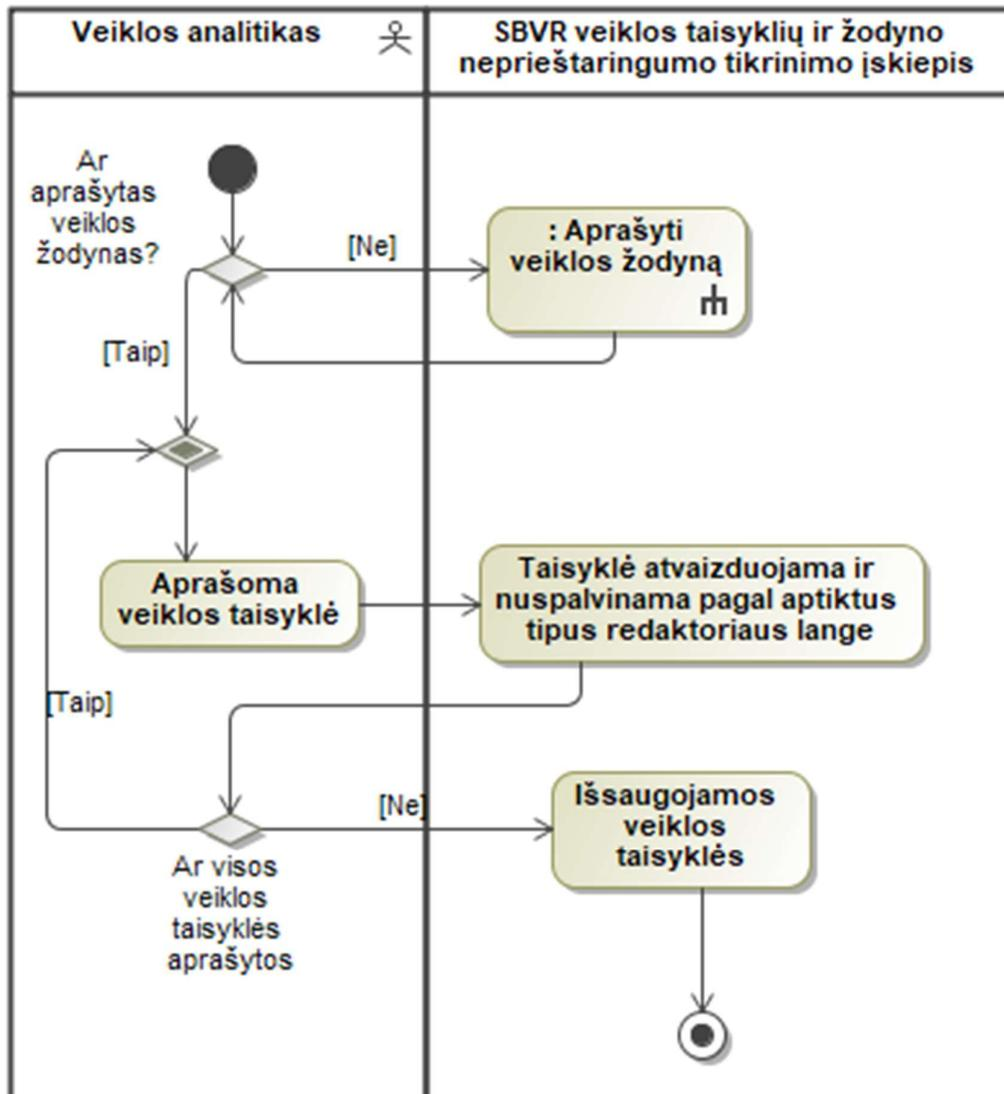 Veiklos analitikas
SBVR veiklos taisyklių ir žodyno
neprieštaringumo tikrinimo įskiepis
Ar
aprašytas
veiklos
žodynas?
[Ne]
: Aprašyti
veiklos žodyną
[Taip]
Aprašoma
veiklos taisyklė
Taisyklė atvaizduojama ir
nuspalvinama pagal aptiktus
tipus redaktoriaus lange
[Taip]
[Ne]
Išsaugojamos
veiklos
taisyklės
Ar visos
veiklos
taisyklės
aprašytos